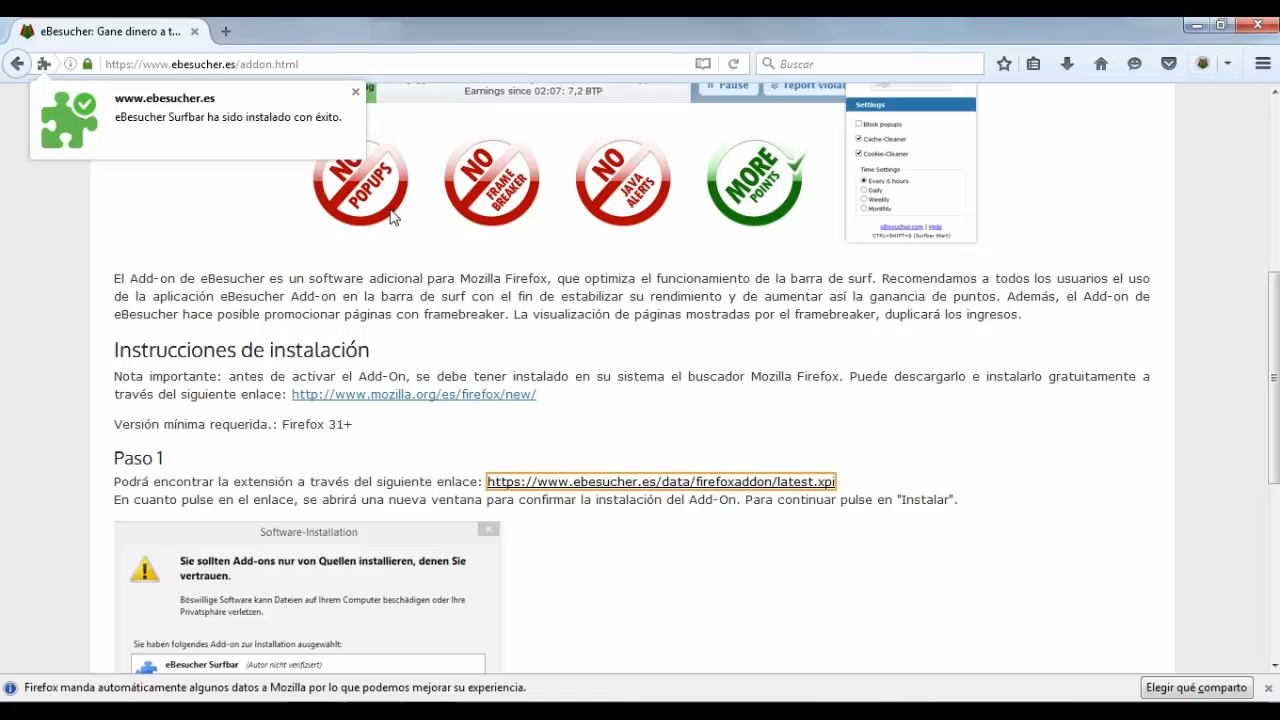 eBesucher: Gane dinero a t...
https://www.ebesucher.es/addon.html
Buscar
www.ebesucher.es
eBesucher Surfbar ha sido instalado con éxito.
Earnings since 02:07: 7,2 BTP
Pause
report violat
Settings
Block popups
Cache-Cleaner
Cookie-Cleaner
Time Settings
Every 6 hours
Daily
Weekly
Monthly
eBesucher.com | Help
CTRL+SHIFT+S (Surfbar Start)
NO POPUPS
NO FRAME BREAKER
NO JAVA ALERTS
MORE POINTS
El Add-on de eBesucher es un software adicional para Mozilla Firefox, que optimiza el funcionamiento de la barra de surf. Recomendamos a todos los usuarios el uso
de la aplicación eBesucher Add-on en la barra de surf con el fin de estabilizar su rendimiento y de aumentar así la ganancia de puntos. Además, el Add-on de
eBesucher hace posible promocionar páginas con framebreaker. La visualización de páginas mostradas por el framebreaker, duplicará los ingresos.
Instrucciones de instalación
Nota importante: antes de activar el Add-On, se debe tener instalado en su sistema el buscador Mozilla Firefox. Puede descargarlo e instalarlo gratuitamente a
través del siguiente enlace: http://www.mozilla.org/es/firefox/new/
Versión mínima requerida.: Firefox 31+
Paso 1
Podrá encontrar la extensión a través del siguiente enlace: https://www.ebesucher.es/data/firefoxaddon/latest.xpi
En cuanto pulse en el enlace, se abrirá una nueva ventana para confirmar la instalación del Add-On. Para continuar pulse en "Instalar".
Software-Installation
Sie sollten Add-ons nur von Quellen installieren, denen Sie
vertrauen.
Böswillige Software kann Dateien auf Ihrem Computer beschädigen oder Ihre
Privatsphäre verletzen.
Sie haben folgendes Add-on zur Installation ausgewählt:
eBesucher Surfbar (Autor nicht verifiziert)
Firefox manda automáticamente algunos datos a Mozilla por lo que podemos mejorar su experiencia.
Elegir qué comparto